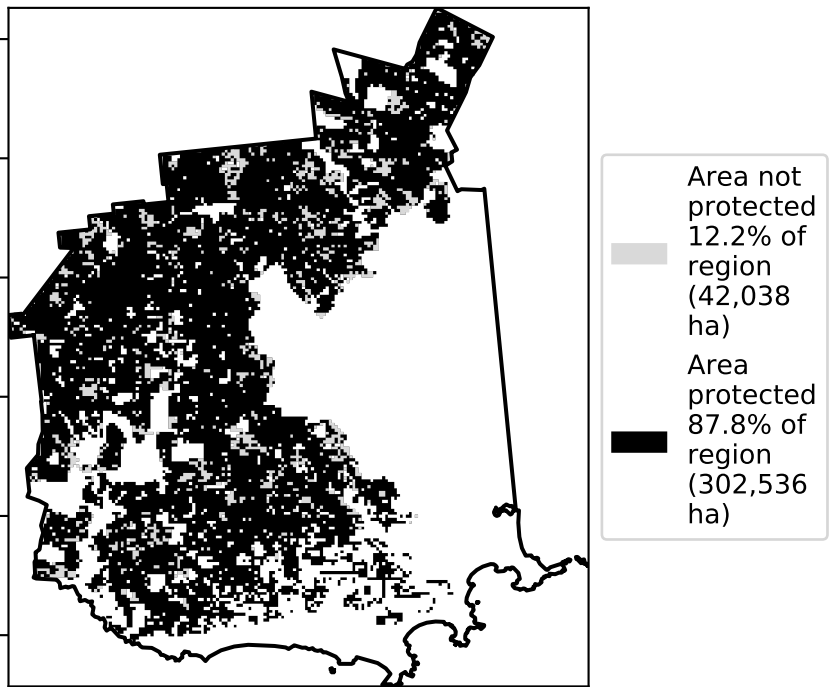 Area not
protected
12.2% of
region
(42,038
ha)
Area
protected
87.8% of
region
(302,536
ha)